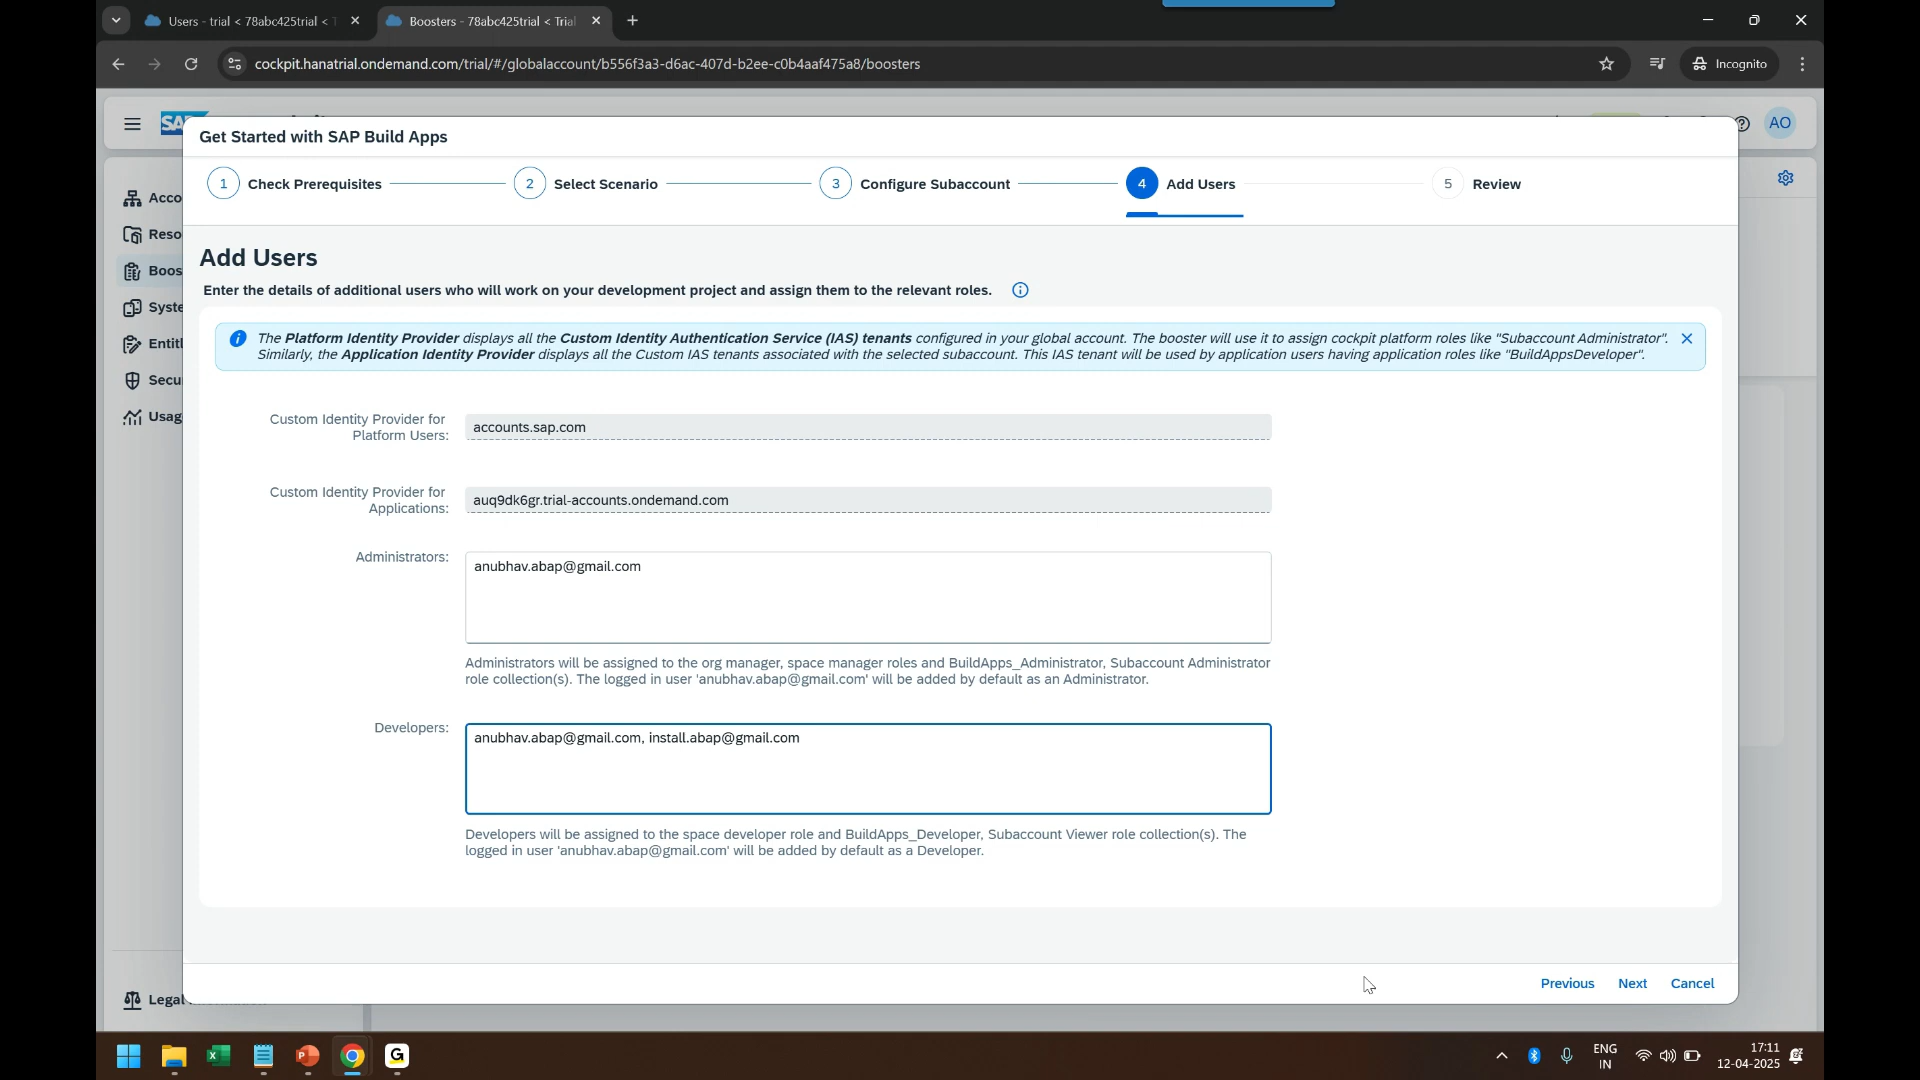 Users - trial < 78abc425trial <
Boosters - 78abc425trial < Trial
cockpit.hanatrial.ondemand.com/trial/#/globalaccount/b556f3a3-d6ac-407d-b2ee-c0b4aaf475a8/boosters
Incognito
SA
AO
Get Started with SAP Build Apps
1 Check Prerequisites
2 Select Scenario
3 Configure Subaccount
4 Add Users
5 Review
Acco
Reso
Boos
Syste
Entitl
Secu
Usag
Add Users
Enter the details of additional users who will work on your development project and assign them to the relevant roles.
The Platform Identity Provider displays all the Custom Identity Authentication Service (IAS) tenants configured in your global account. The booster will use it to assign cockpit platform roles like "Subaccount Administrator".
Similarly, the Application Identity Provider displays all the Custom IAS tenants associated with the selected subaccount. This IAS tenant will be used by application users having application roles like "BuildAppsDeveloper".
Custom Identity Provider for
Platform Users:
accounts.sap.com
Custom Identity Provider for
Applications:
auq9dk6gr.trial-accounts.ondemand.com
Administrators:
anubhav.abap@gmail.com
Administrators will be assigned to the org manager, space manager roles and BuildApps_Administrator, Subaccount Administrator
role collection(s). The logged in user 'anubhav.abap@gmail.com' will be added by default as an Administrator.
Developers:
anubhav.abap@gmail.com, install.abap@gmail.com
Developers will be assigned to the space developer role and BuildApps_Developer, Subaccount Viewer role collection(s). The
logged in user 'anubhav.abap@gmail.com' will be added by default as a Developer.
Previous
Next
Cancel
Legal
ENG
IN
17:11
12-04-2025